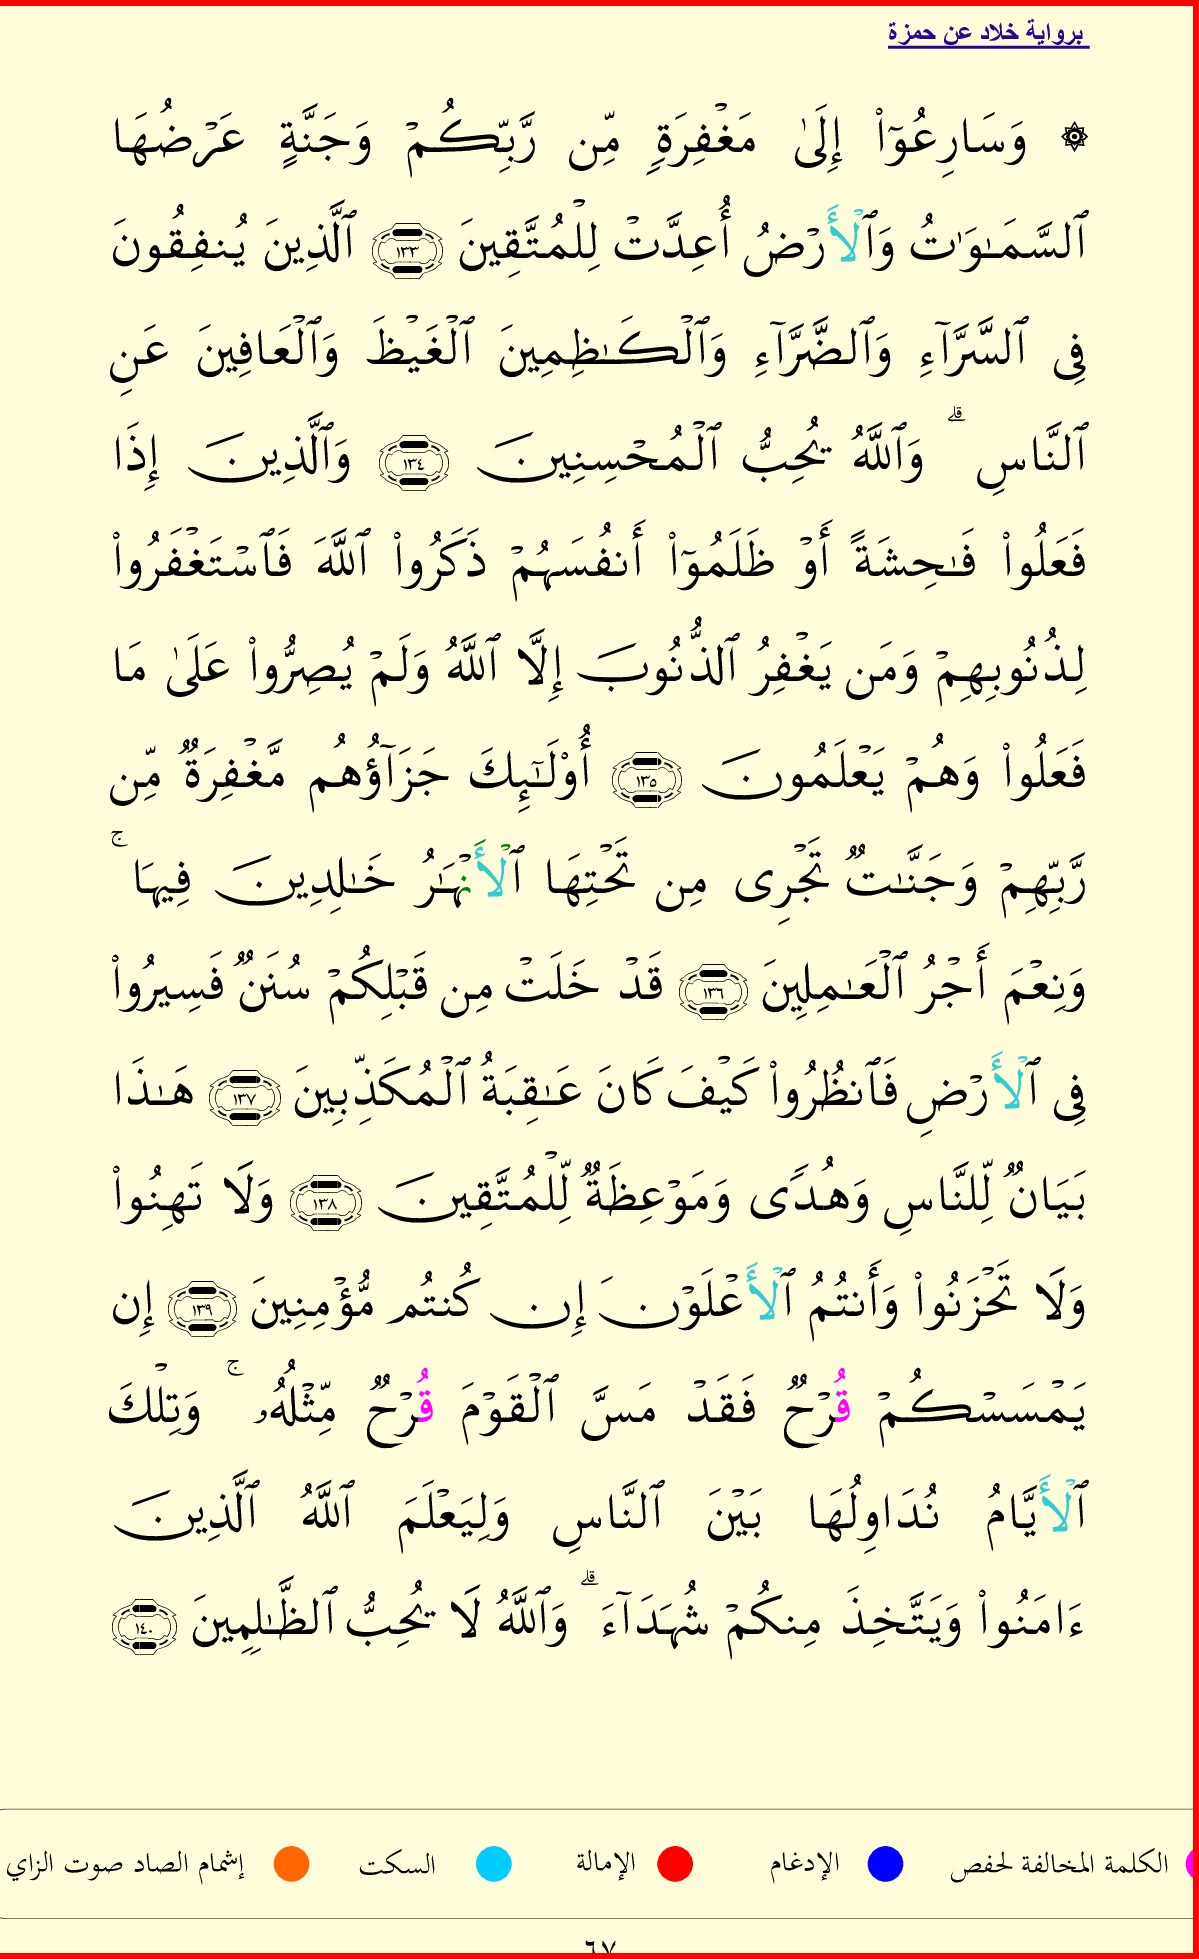 برواية خلاد عن حمزة
۞ وَسَارِعُوٓا۟ إِلَىٰ مَغْفِرَةٍ مِّن رَّبِّكُمْ وَجَنَّةٍ عَرْضُهَا
ٱلسَّمَـٰوَٰتُ وَٱلْأَرْضُ أُعِدَّتْ لِلْمُتَّقِينَ ١٣٣ ٱلَّذِينَ يُنفِقُونَ
فِى ٱلسَّرَّآءِ وَٱلضَّرَّآءِ وَٱلْكَـٰظِمِينَ ٱلْغَيْظَ وَٱلْعَافِينَ عَنِ
ٱلنَّاسِ ۗ وَٱللَّهُ يُحِبُّ ٱلْمُحْسِنِينَ ١٣٤ وَٱلَّذِينَ إِذَا
فَعَلُوا۟ فَـٰحِشَةً أَوْ ظَلَمُوٓا۟ أَنفُسَهُمْ ذَكَرُوا۟ ٱللَّهَ فَٱسْتَغْفَرُوا۟
لِذُنُوبِهِمْ وَمَن يَغْفِرُ ٱلذُّنُوبَ إِلَّا ٱللَّهُ وَلَمْ يُصِرُّوا۟ عَلَىٰ مَا
فَعَلُوا۟ وَهُمْ يَعْلَمُونَ ١٣٥ أُو۟لَـٰٓئِكَ جَزَآؤُهُم مَّغْفِرَةٌ مِّن
رَّبِّهِمْ وَجَنَّـٰتٌ تَجْرِى مِن تَحْتِهَا ٱلْأَنْهَـٰرُ خَـٰلِدِينَ فِيهَا ۚ
وَنِعْمَ أَجْرُ ٱلْعَـٰمِلِينَ ١٣٦ قَدْ خَلَتْ مِن قَبْلِكُمْ سُنَنٌ فَسِيرُوا۟
فِى ٱلْأَرْضِ فَٱنظُرُوا۟ كَيْفَ كَانَ عَـٰقِبَةُ ٱلْمُكَذِّبِينَ ١٣٧ هَـٰذَا
بَيَانٌ لِّلنَّاسِ وَهُدًى وَمَوْعِظَةٌ لِّلْمُتَّقِينَ ١٣٨ وَلَا تَهِنُوا۟
وَلَا تَحْزَنُوا۟ وَأَنتُمُ ٱلْأَعْلَوْنَ إِن كُنتُم مُّؤْمِنِينَ ١٣٩ إِن
يَمْسَسْكُمْ قُرْحٌ فَقَدْ مَسَّ ٱلْقَوْمَ قُرْحٌ مِّثْلُهُۥ ۚ وَتِلْكَ
ٱلْأَيَّامُ نُدَاوِلُهَا بَيْنَ ٱلنَّاسِ وَلِيَعْلَمَ ٱللَّهُ ٱلَّذِينَ
ءَامَنُوا۟ وَيَتَّخِذَ مِنكُمْ شُهَدَآءَ ۗ وَٱللَّهُ لَا يُحِبُّ ٱلظَّـٰلِمِينَ ١٤٠
الكلمة المخالفة لحفص الإدغام الإمالة السكت إشمام الصاد صوت الزاي
٦٧